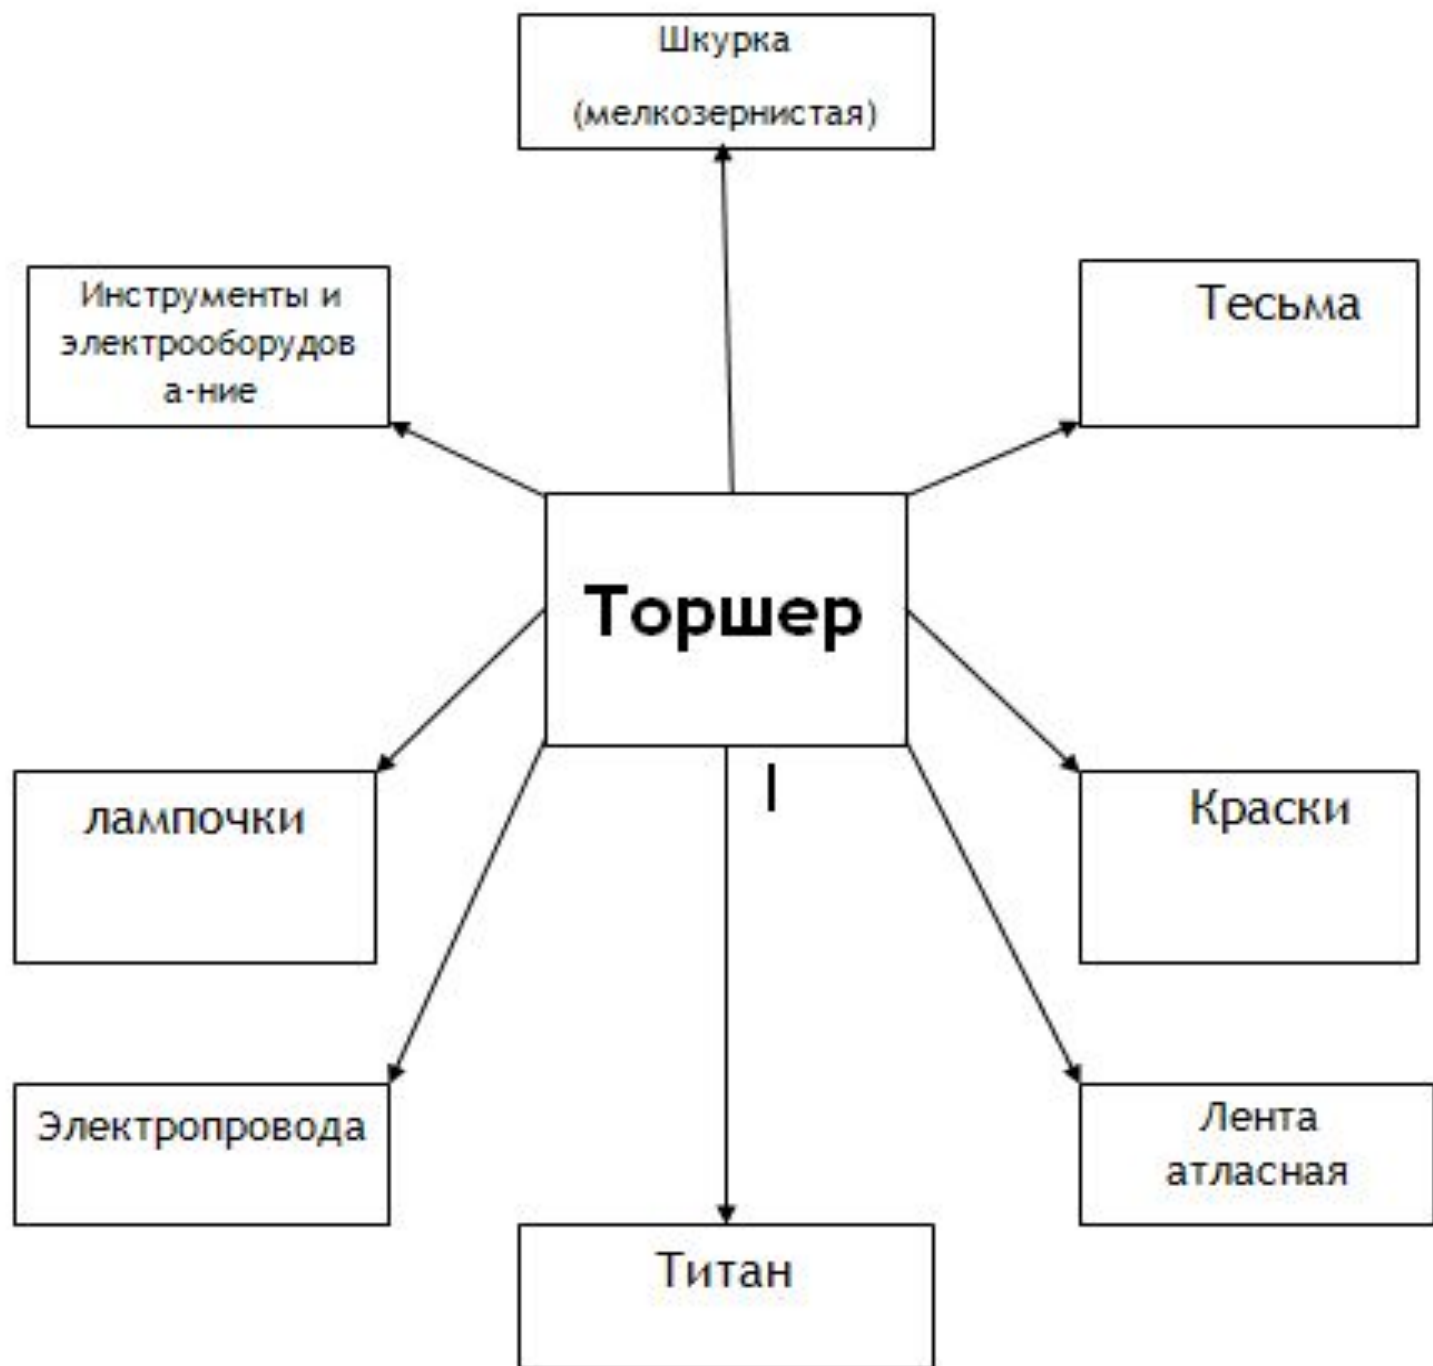 Шкурка
(мелкозернистая)
Инструменты и
электрооборудов
а-ние
Тесьма
Торшер
лампочки
Краски
Электропровода
Лента
атласная
Титан